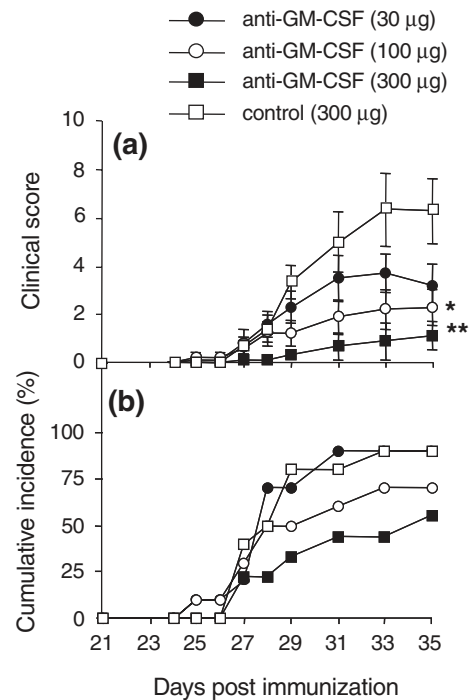 anti-GM-CSF (30 μg)
anti-GM-CSF (100 μg)
anti-GM-CSF (300 μg)
control (300 μg)
(a)
Clinical score
10
8
6
4
2
0
*
**
(b)
Cumulative incidence (%)
100
75
50
25
0
21 23 25 27 29 31 33 35
Days post immunization